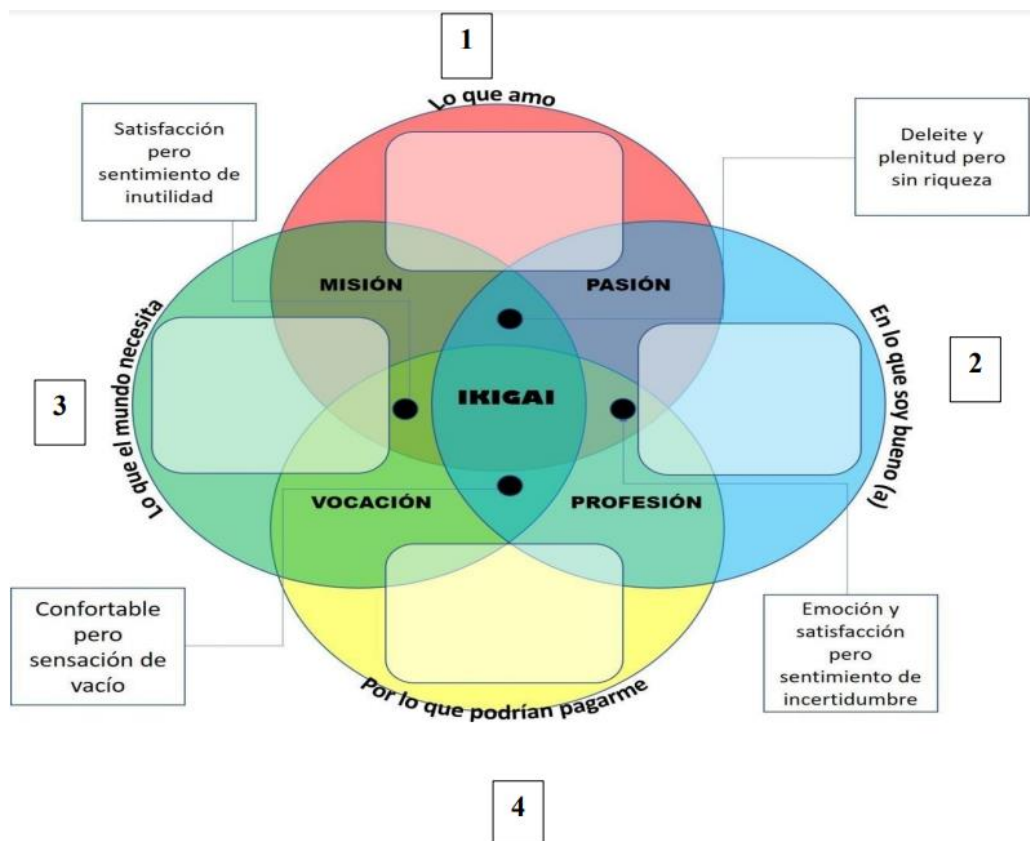 1
Lo que amo
Satisfacción
pero
sentimiento de
inutilidad
Deleite y
plenitud pero
sin riqueza
MISIÓN
PASIÓN
Lo que el mundo necesita
3
IKIGAI
En lo que soy bueno (a)
2
VOCACIÓN
PROFESIÓN
Confortable
pero
sensación de
vacío
Emoción y
satisfacción
pero
sentimiento de
incertidumbre
Por lo que podrían pagarme
4